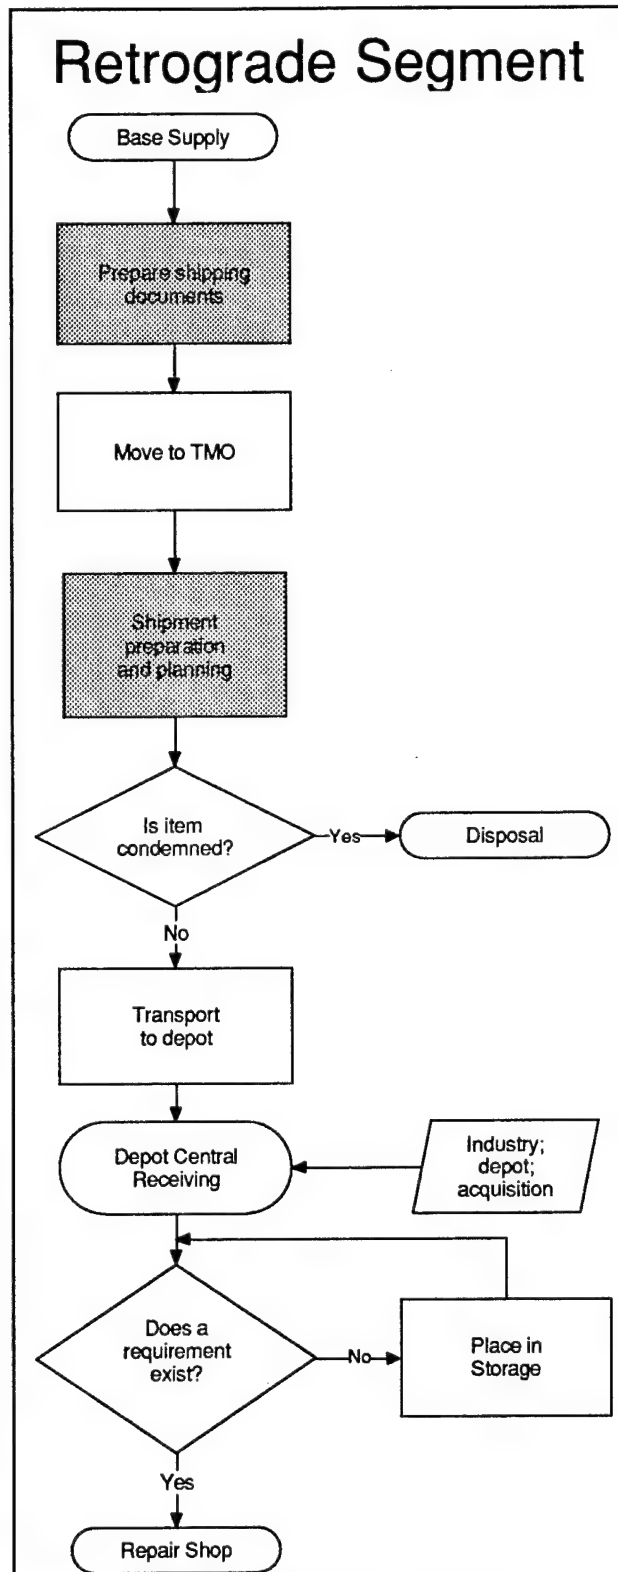 Retrograde Segment
Base Supply
Prepare shipping
documents
Move to TMO
Shipment
preparation
and planning
Is item
condemned?
Yes
Disposal
No
Transport
to depot
Depot Central
Receiving
Industry;
depot;
acquisition
Does a
requirement
exist?
No
Place in
Storage
Yes
Repair Shop